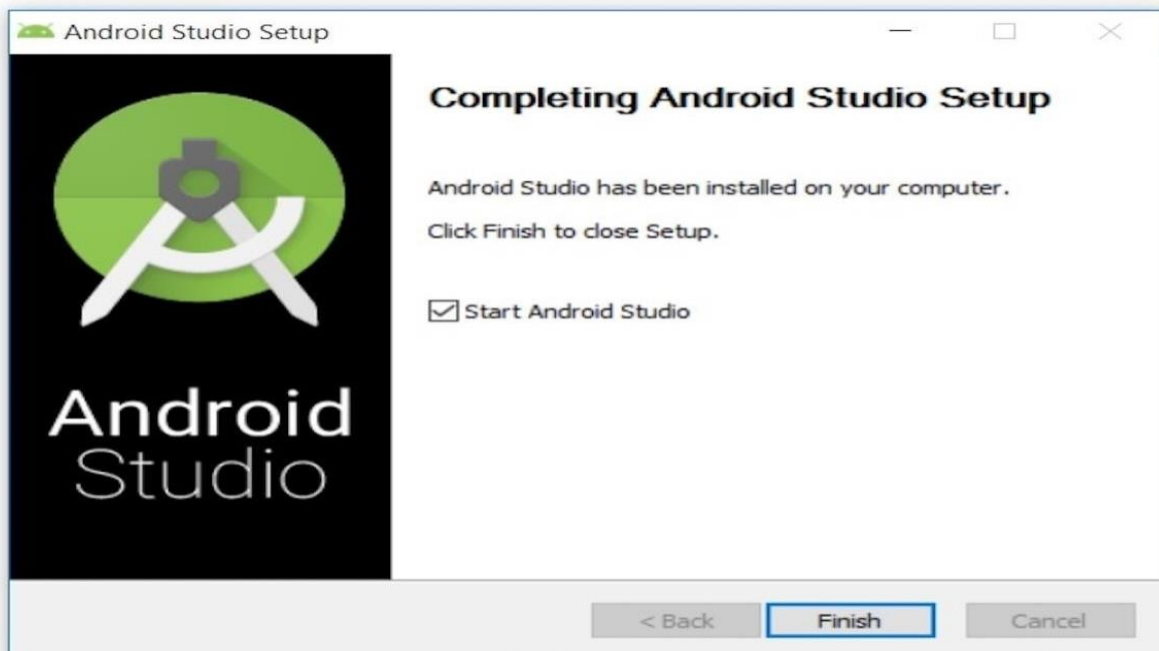 Android Studio Setup
Completing Android Studio Setup
Android Studio has been installed on your computer.
Click Finish to close Setup.
Start Android Studio
Android
Studio
< Back
Finish
Cancel